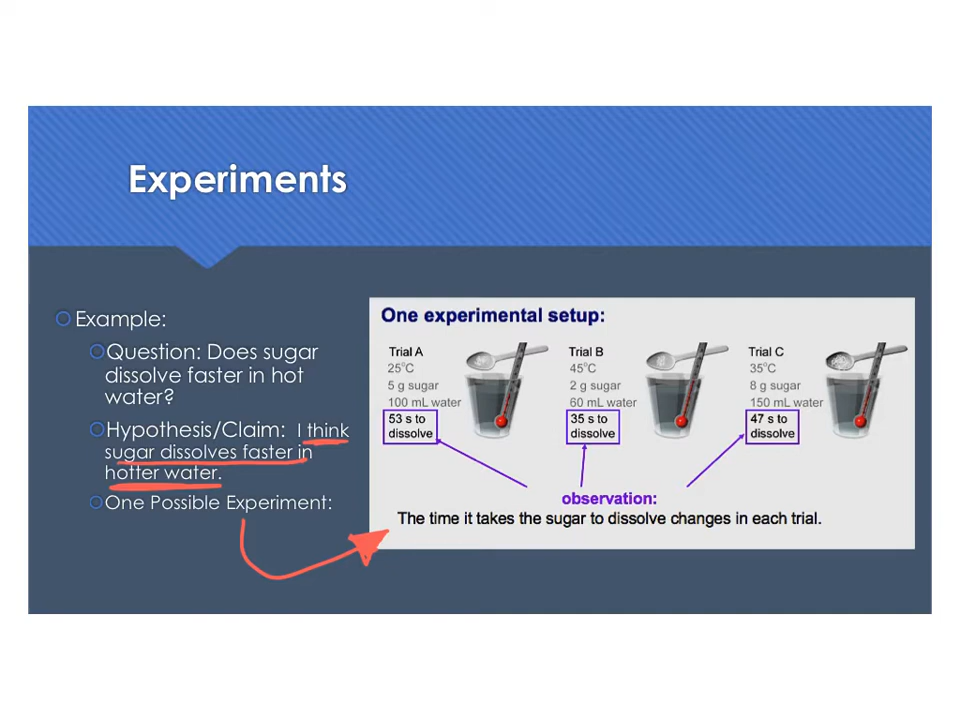 Experiments
Example:
Question: Does sugar
dissolve faster in hot
water?
Hypothesis/Claim: I think
sugar dissolves faster in
hotter water.
One Possible Experiment:
One experimental setup:
Trial A
25°C
5 g sugar
100 mL water
53 s to
dissolve
Trial B
45°C
2 g sugar
60 mL water
35 s to
dissolve
Trial C
35°C
8 g sugar
150 mL water
47 s to
dissolve
observation:
The time it takes the sugar to dissolve changes in each trial.